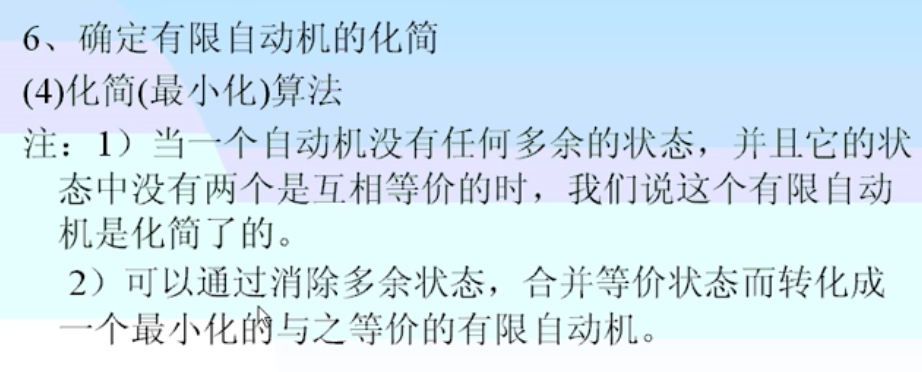 6、确定有限自动机的化简
(4)化简(最小化)算法
注：1）当一个自动机没有任何多余的状态，并且它的状
态中没有两个是互相等价的时，我们说这个有限自动
机是化简了的。
2）可以通过消除多余状态，合并等价状态而转化成
一个最小化的与之等价的有限自动机。